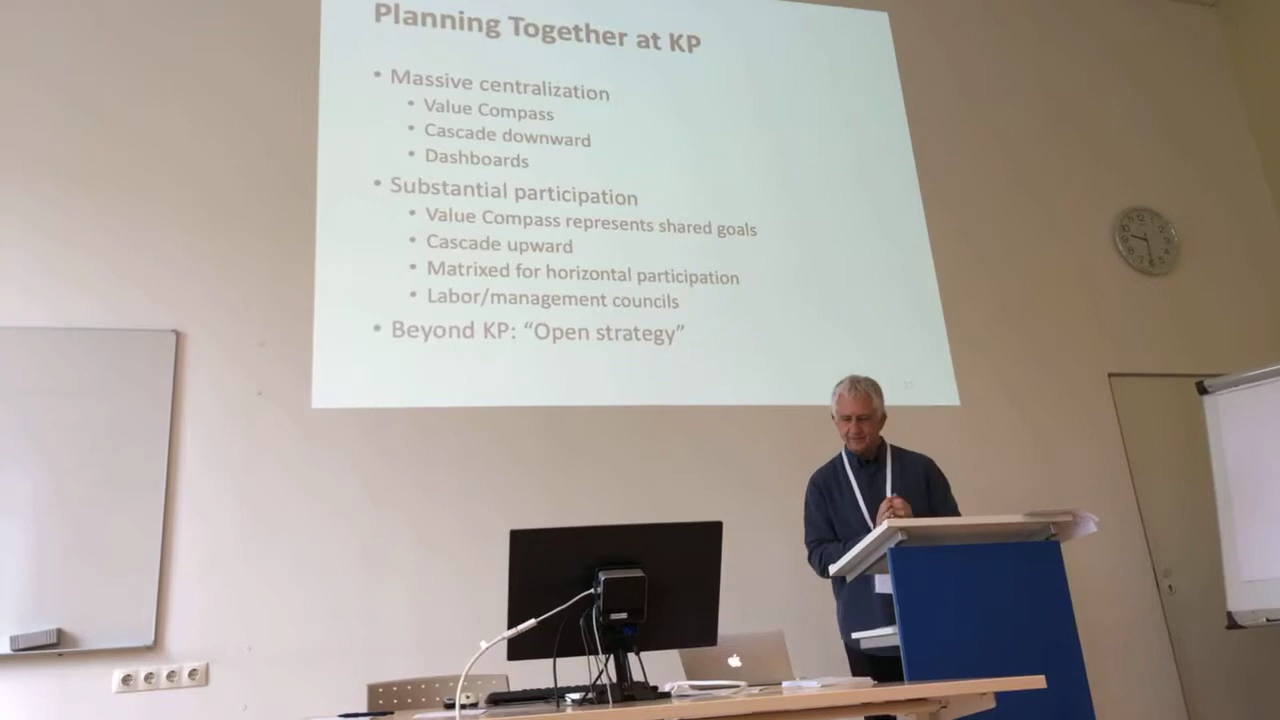 Planning Together at KP
• Massive centralization
• Value Compass
• Cascade downward
• Dashboards
• Substantial participation
• Value Compass represents shared goals
• Cascade upward
• Matrixed for horizontal participation
• Labor/management councils
• Beyond KP: “Open strategy”